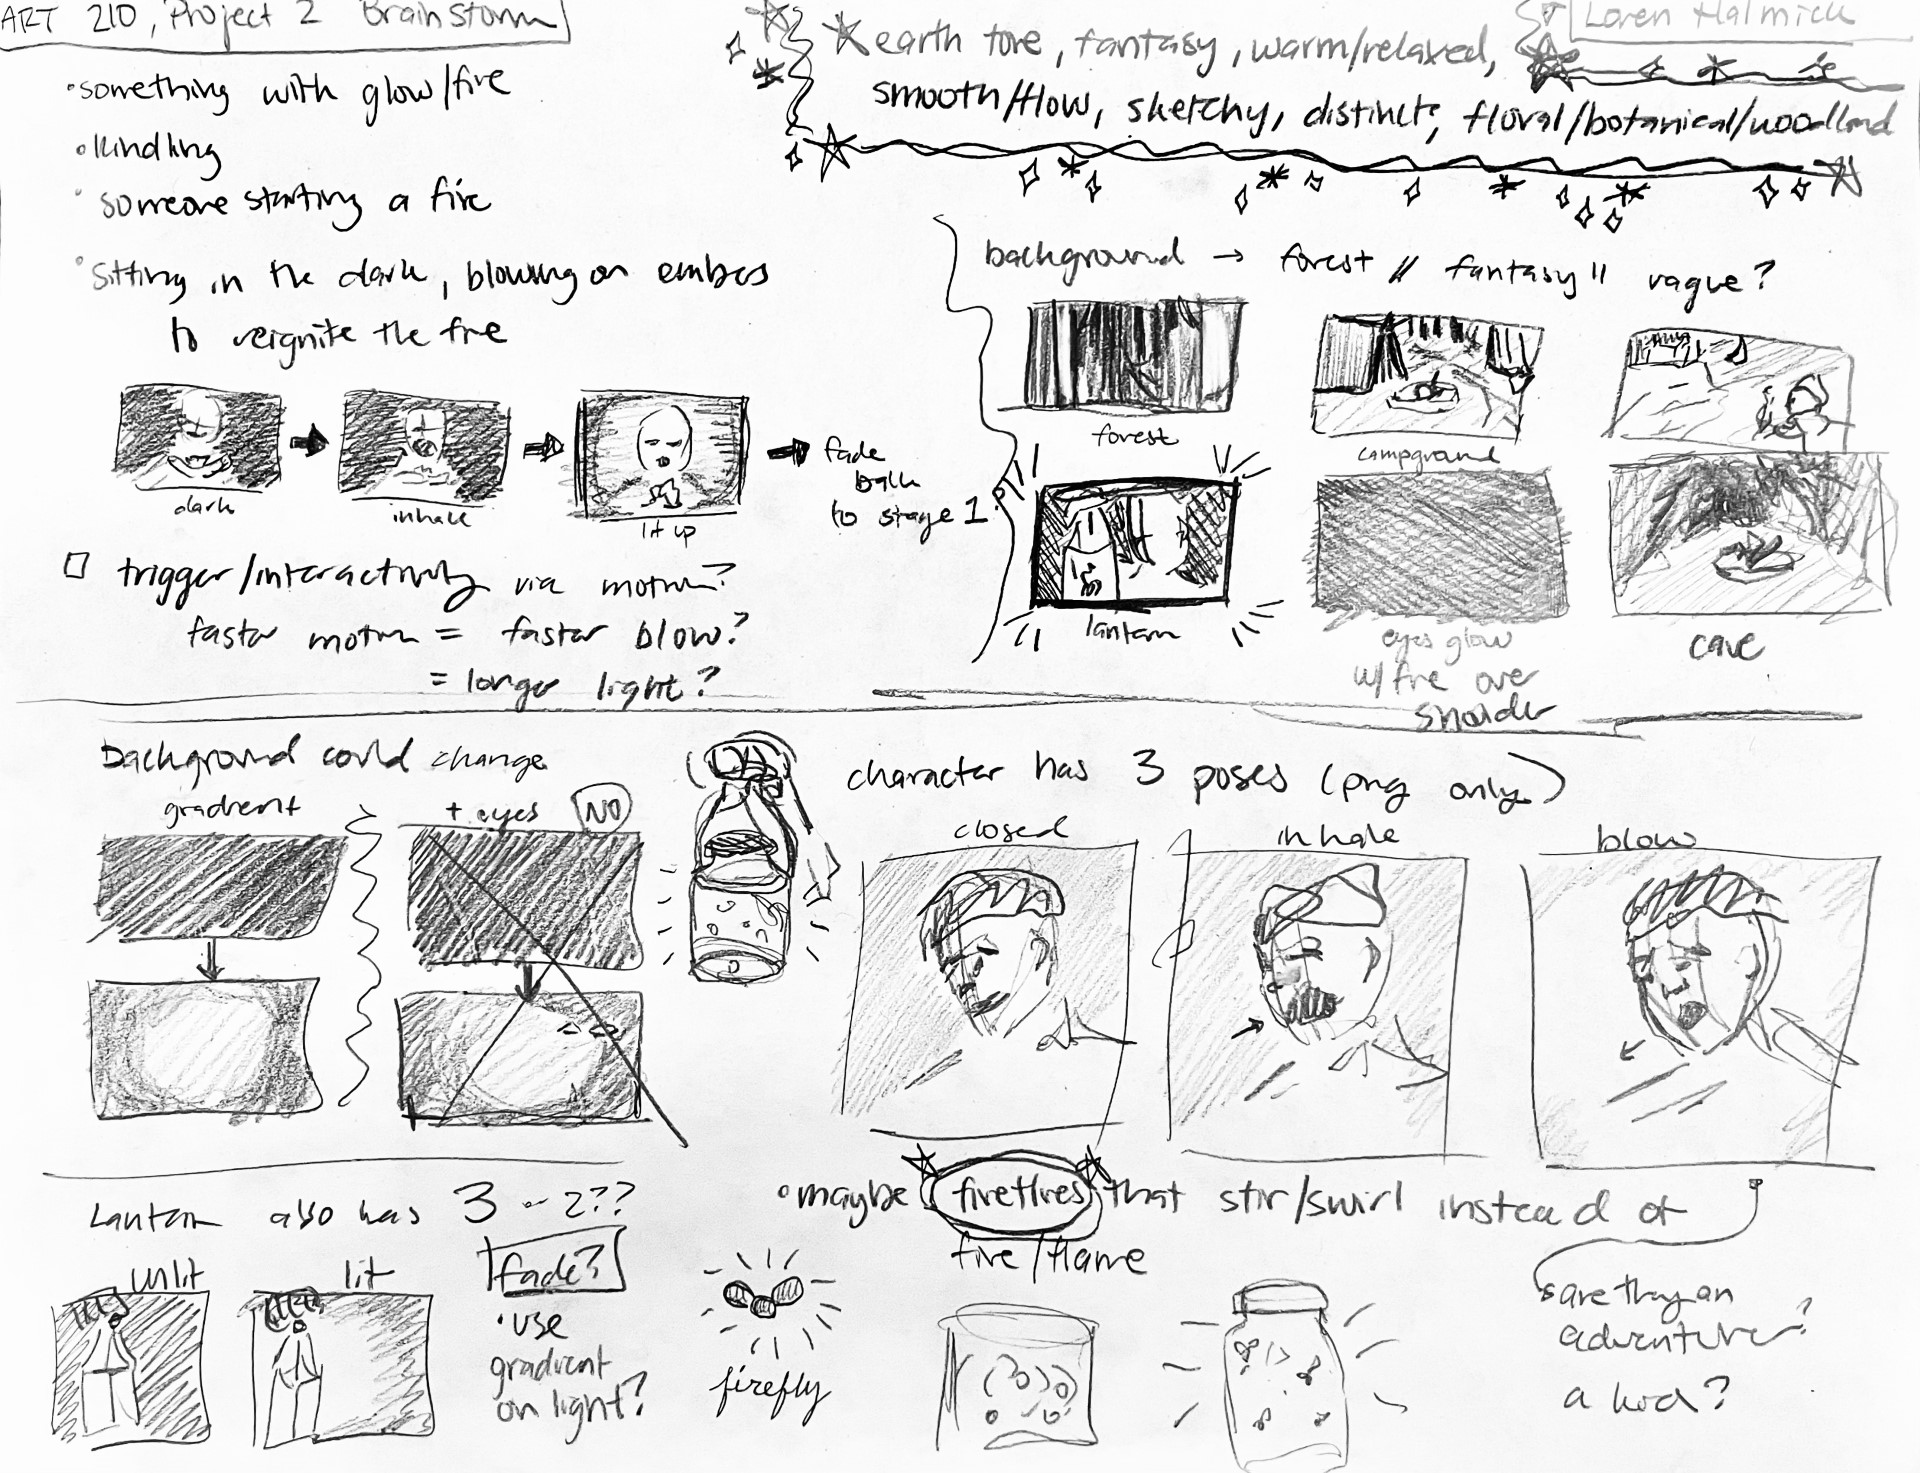 ART 210, Project 2 Brainstorm
Loren Halmick
• something with glow/fire
• kindling
• someone starting a fire
• sitting in the dark, blowing on embers
to reignite the fire
dark
inhale
lit up
fade
back
to stage 1?
trigger/interactivity via motion?
faster motion = faster blow?
= longer light?
earth tone, fantasy, warm/relaxed,
smooth/flow, sketchy, distinct, floral/botanical/woodland
background → forest // fantasy // vague?
forest
campground
lantern
eyes glow
w/ fire over
shoulder
cave
background could change
gradient
+ eyes NO
character has 3 poses (png only)
closed
inhale
blow
Lantern also has 3 or 2??
unlit
lit
fade?
• use
gradient
on light?
• maybe fireflies that stir/swirl instead of
fire/flame
firefly
• are they an
adventurer?
a kid?